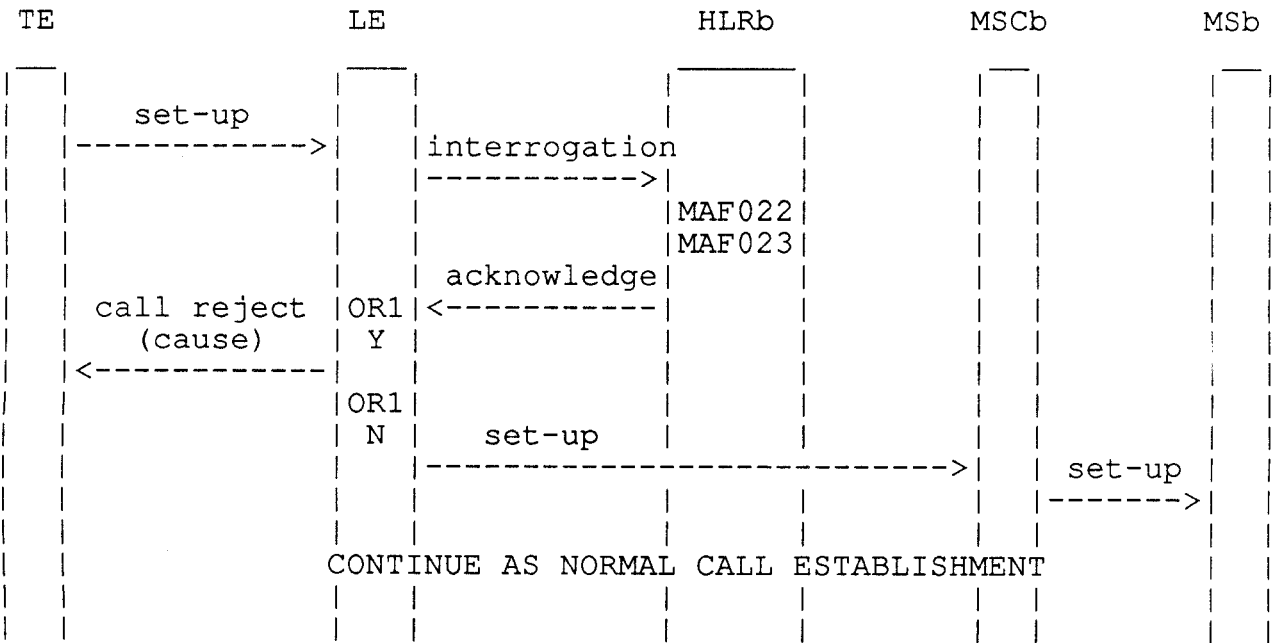 TE LE HLRb MSCb MSb
set-up
interrogation
MAF022
MAF023
acknowledge
call reject OR1
(cause) Y
OR1
N set-up
set-up
CONTINUE AS NORMAL CALL ESTABLISHMENT